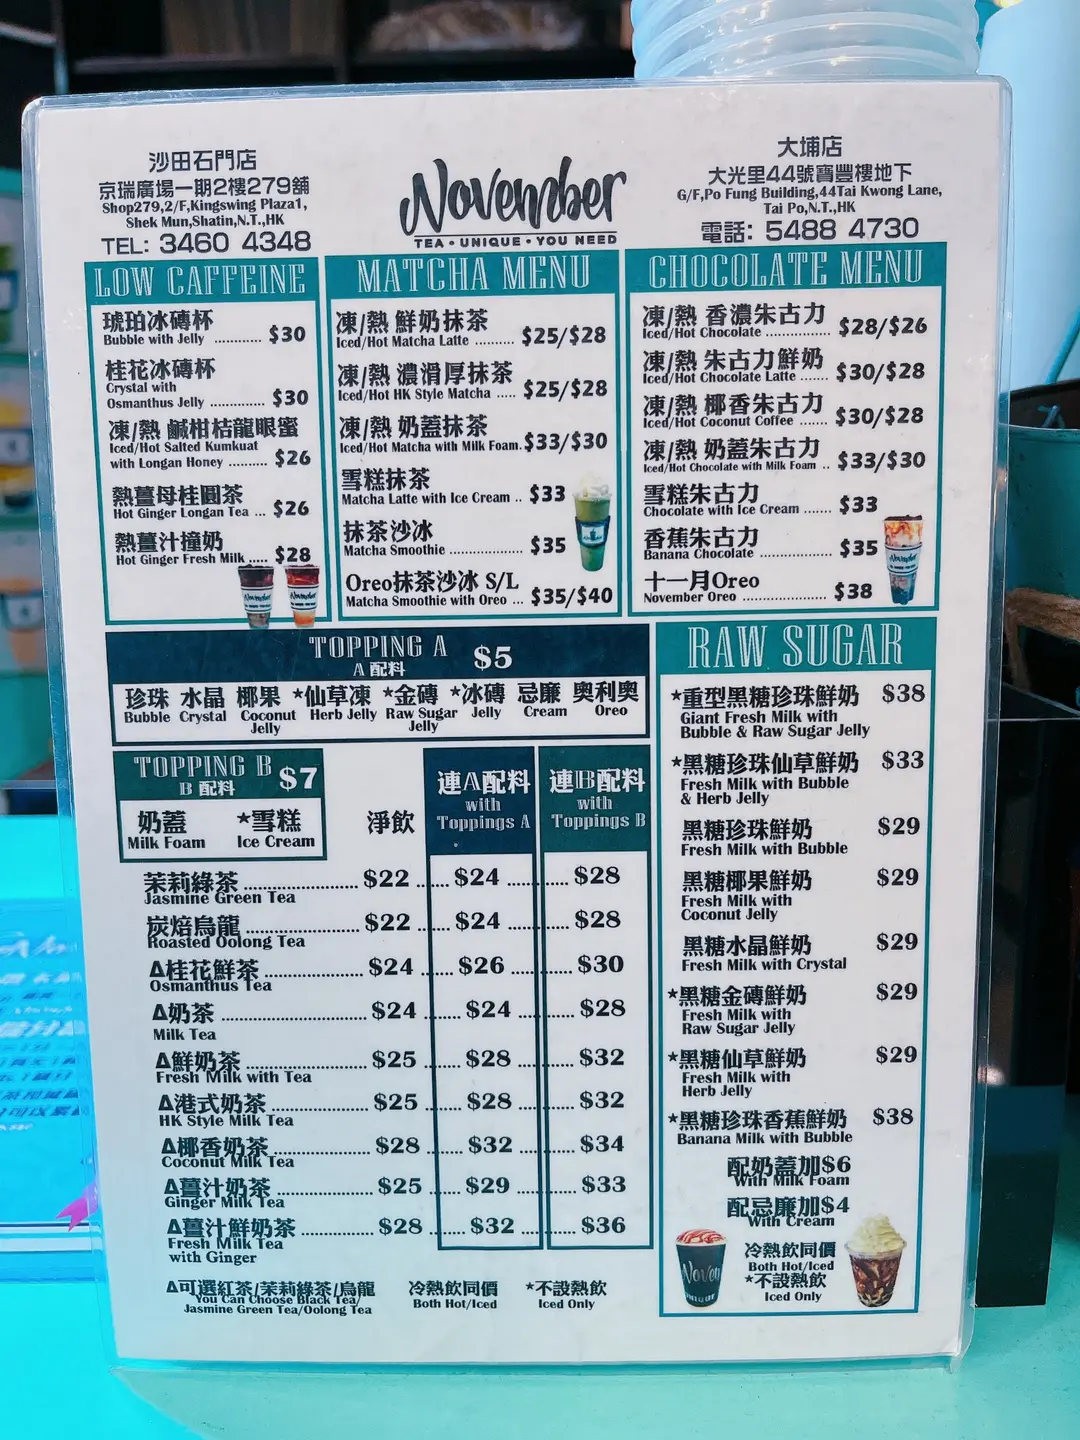 沙田石門店
京瑞廣場一期2樓279舖
Shop279,2/F,Kingswing Plaza1,
Shek Mun,Shatin,N.T.,HK
TEL: 3460 4348
November
TEA • UNIQUE • YOU NEED
大埔店
大光里44號寶豐樓地下
G/F,Po Fung Building,44Tai Kwong Lane,
Tai Po,N.T.,HK
電話: 5488 4730
LOW CAFFEINE
琥珀冰磚杯
Bubble with Jelly ........... $30
桂花冰磚杯
Crystal with
Osmanthus Jelly ............. $30
凍/熱 鹹柑桔龍眼蜜
Iced/Hot Salted Kumkuat
with Longan Honey .......... $26
熱薑母桂圓茶
Hot Ginger Longan Tea ... $26
熱薑汁撞奶
Hot Ginger Fresh Milk .... $28
MATCHA MENU
凍/熱 鮮奶抹茶
Iced/Hot Matcha Latte .......... $25/$28
凍/熱 濃滑厚抹茶
Iced/Hot HK Style Matcha ..... $25/$28
凍/熱 奶蓋抹茶
Iced/Hot Matcha with Milk Foam. $33/$30
雪糕抹茶
Matcha Latte with Ice Cream .. $33
抹茶沙冰
Matcha Smoothie .................. $35
Oreo抹茶沙冰 S/L
Matcha Smoothie with Oreo ... $35/$40
CHOCOLATE MENU
凍/熱 香濃朱古力
Iced/Hot Chocolate ................ $28/$26
凍/熱 朱古力鮮奶
Iced/Hot Chocolate Latte ....... $30/$28
凍/熱 椰香朱古力
Iced/Hot Coconut Coffee ....... $30/$28
凍/熱 奶蓋朱古力
Iced/Hot Chocolate with Milk Foam .. $33/$30
雪糕朱古力
Chocolate with Ice Cream ....... $33
香蕉朱古力
Banana Chocolate .................. $35
十一月Oreo
November Oreo ..................... $38
TOPPING A
A 配料
$5
珍珠 水晶 椰果 *仙草凍 *金磚 *冰磚 忌廉 奧利奧
Bubble Crystal Coconut Jelly Herb Jelly Raw Sugar Jelly Jelly Cream Oreo
TOPPING B
B 配料
$7
奶蓋 *雪糕
Milk Foam Ice Cream
淨飲
連A配料
with
Toppings A
連B配料
with
Toppings B
茉莉綠茶 .................... $22 ...... $24 .......... $28
Jasmine Green Tea
炭焙烏龍 .................... $22 ...... $24 .......... $28
Roasted Oolong Tea
Δ桂花鮮茶 .................. $24 ...... $26 .......... $30
Osmanthus Tea
Δ奶茶 ......................... $24 ...... $24 .......... $28
Milk Tea
Δ鮮奶茶 ..................... $25 ...... $28 .......... $32
Fresh Milk with Tea
Δ港式奶茶 .................. $25 ...... $28 .......... $32
HK Style Milk Tea
Δ椰香奶茶 .................. $28 ...... $32 .......... $34
Coconut Milk Tea
Δ薑汁奶茶 .................. $25 ...... $29 .......... $33
Ginger Milk Tea
Δ薑汁鮮奶茶 .............. $28 ...... $32 .......... $36
Fresh Milk Tea
with Ginger
Δ可選紅茶/茉莉綠茶/烏龍
You Can Choose Black Tea/
Jasmine Green Tea/Oolong Tea
冷熱飲同價
Both Hot/Iced
*不設熱飲
Iced Only
RAW SUGAR
*重型黑糖珍珠鮮奶 $38
Giant Fresh Milk with
Bubble & Raw Sugar Jelly
*黑糖珍珠仙草鮮奶 $33
Fresh Milk with Bubble
& Herb Jelly
黑糖珍珠鮮奶 $29
Fresh Milk with Bubble
黑糖椰果鮮奶 $29
Fresh Milk with
Coconut Jelly
黑糖水晶鮮奶 $29
Fresh Milk with Crystal
*黑糖金磚鮮奶 $29
Fresh Milk with
Raw Sugar Jelly
*黑糖仙草鮮奶 $29
Fresh Milk with
Herb Jelly
*黑糖珍珠香蕉鮮奶 $38
Banana Milk with Bubble
配奶蓋加$6
With Milk Foam
配忌廉加$4
With Cream
冷熱飲同價
Both Hot/Iced
*不設熱飲
Iced Only